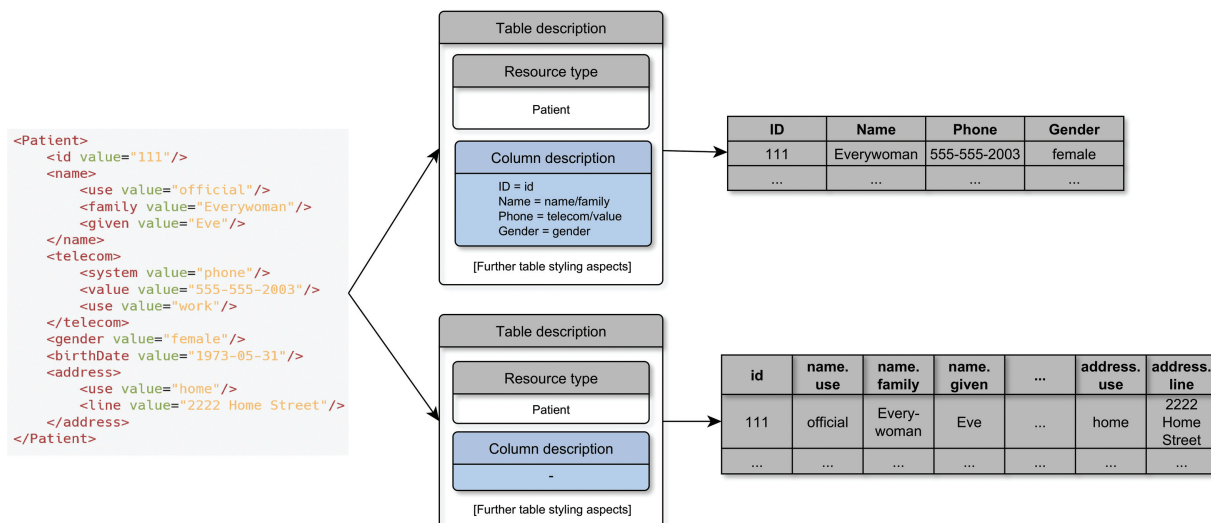 <Patient>
    <id value="111"/>
    <name>
        <use value="official"/>
        <family value="Everywoman"/>
        <given value="Eve"/>
    </name>
    <telecom>
        <system value="phone"/>
        <value value="555-555-2003"/>
        <use value="work"/>
    </telecom>
    <gender value="female"/>
    <birthDate value="1973-05-31"/>
    <address>
        <use value="home"/>
        <line value="2222 Home Street"/>
    </address>
</Patient>
Table description
Resource type
Patient
Column description
ID = id
Name = name/family
Phone = telecom/value
Gender = gender
[Further table styling aspects]
ID Name Phone Gender
111 Everywoman 555-555-2003 female
... ... ... ...
Table description
Resource type
Patient
Column description
-
[Further table styling aspects]
id name. name. name. ... address. address.
use family given use line
111 official Every- Eve ... home 2222
woman Home
Street
... ... ... ... ... ... ...